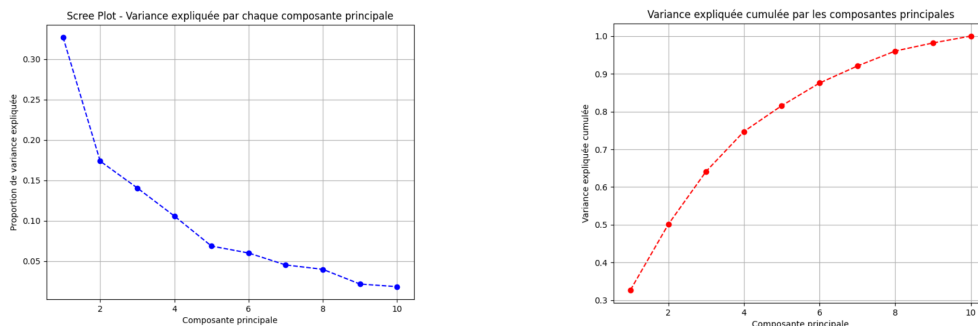 Scree Plot - Variance expliquée par chaque composante principale
Proportion de variance expliquée
0.30
0.25
0.20
0.15
0.10
0.05
2 4 6 8 10
Composante principale
Variance expliquée cumulée par les composantes principales
Variance expliquée cumulée
1.0
0.9
0.8
0.7
0.6
0.5
0.4
0.3
2 4 6 8 10
Composante principale